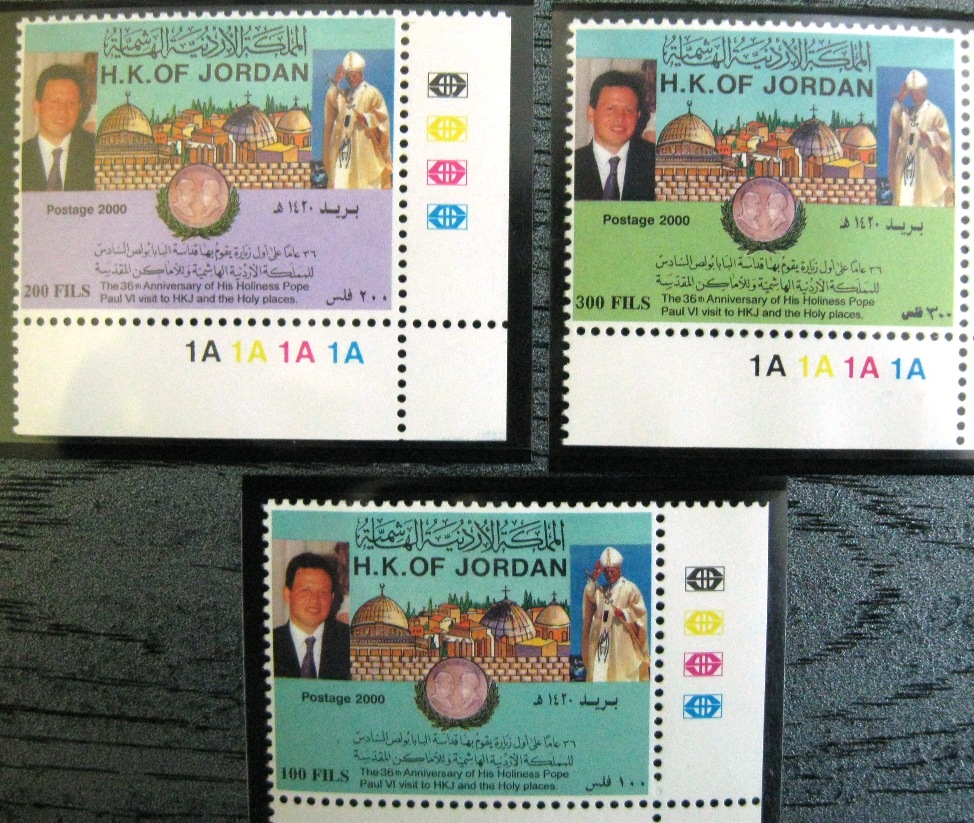 المملكة الأردنية الهاشمية
H.K.OF JORDAN
Postage 2000
بريد ١٤٢٠ هـ
٣٦ عاما على أول زيارة يقوم بها قداسة البابا بولص السادس
للمملكة الأردنية الهاشمية وللأماكن المقدسة
200 FILS
The 36th Anniversary of His Holiness Pope
Paul VI visit to HKJ and the Holy places.
٢٠٠ فلس
1A 1A 1A 1A
المملكة الأردنية الهاشمية
H.K.OF JORDAN
Postage 2000
بريد ١٤٢٠ هـ
٣٦ عاما على أول زيارة يقوم بها قداسة البابا بولص السادس
للمملكة الأردنية الهاشمية وللأماكن المقدسة
300 FILS
The 36th Anniversary of His Holiness Pope
Paul VI visit to HKJ and the Holy places.
٣٠٠ فلس
1A 1A 1A 1A
المملكة الأردنية الهاشمية
H.K.OF JORDAN
Postage 2000
بريد ١٤٢٠ هـ
٣٦ عاما على أول زيارة يقوم بها قداسة البابا بولص السادس
للمملكة الأردنية الهاشمية وللأماكن المقدسة
100 FILS
The 36th Anniversary of His Holiness Pope
Paul VI visit to HKJ and the Holy places.
١٠٠ فلس